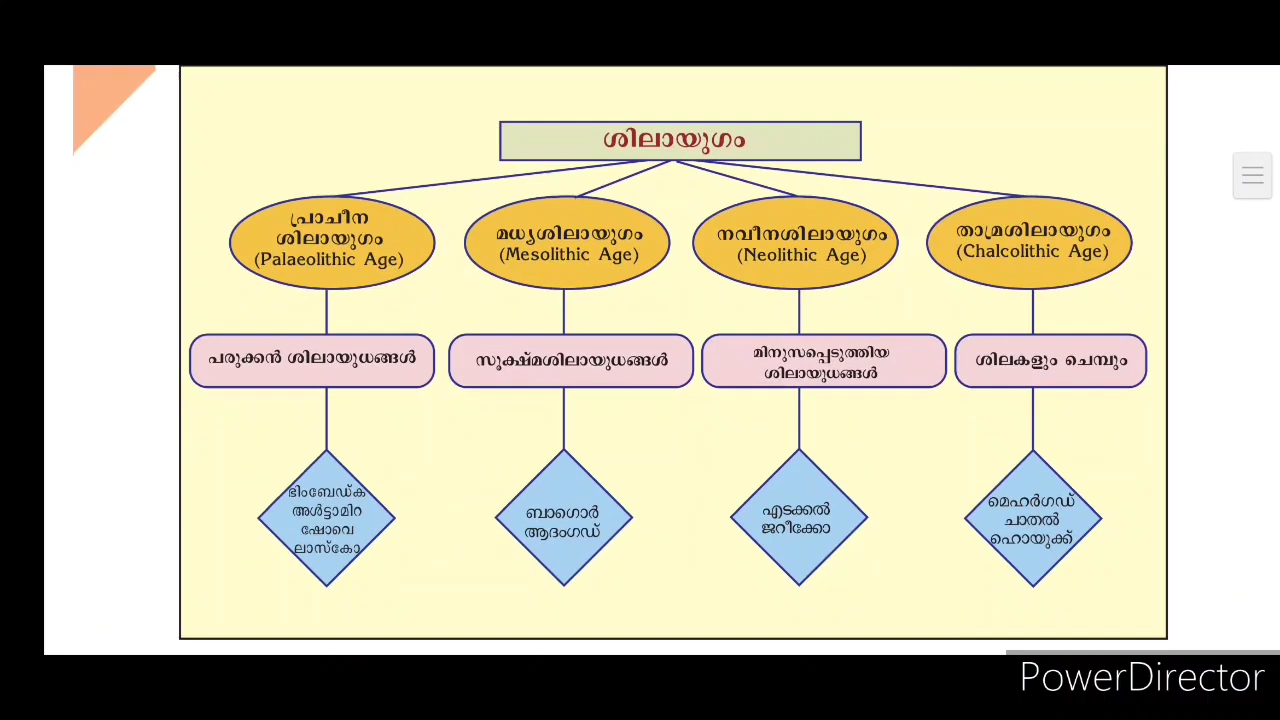 ശിലായുഗം
പ്രാചീന
ശിലായുഗം
(Palaeolithic Age)
മധ്യശിലായുഗം
(Mesolithic Age)
നവീനശിലായുഗം
(Neolithic Age)
താമ്രശിലായുഗം
(Chalcolithic Age)
പരുക്കൻ ശിലായുധങ്ങൾ
സൂക്ഷ്മശിലായുധങ്ങൾ
മിനുസപ്പെടുത്തിയ
ശിലായുധങ്ങൾ
ശിലകളും ചെമ്പും
ഭിംബേഡ്ക
അൾട്ടാമിറ
ഷോവെ
ലാസ്കോ
ബാഗൊർ
ആദംഗഡ്
എടക്കൽ
ജറീക്കോ
മെഹർഗഡ്
ചാതൽ
ഹൊയുക്ക്
PowerDirector